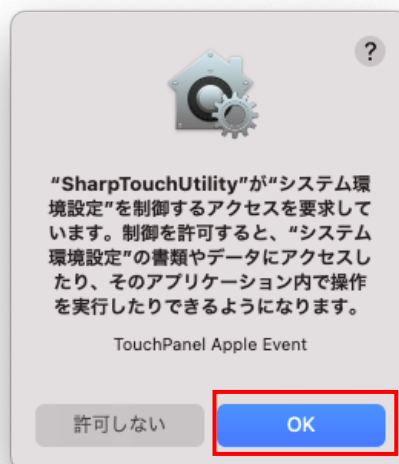 ?
“SharpTouchUtility”が“システム環
境設定”を制御するアクセスを要求して
います。制御を許可すると、“システム
環境設定”の書類やデータにアクセスし
たり、そのアプリケーション内で操作
を実行したりできるようになります。
TouchPanel Apple Event
許可しない
OK